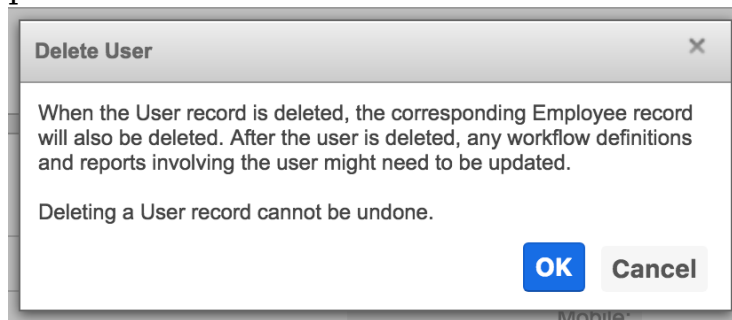 Delete User
When the User record is deleted, the corresponding Employee record
will also be deleted. After the user is deleted, any workflow definitions
and reports involving the user might need to be updated.
Deleting a User record cannot be undone.
OK Cancel
Mobile: